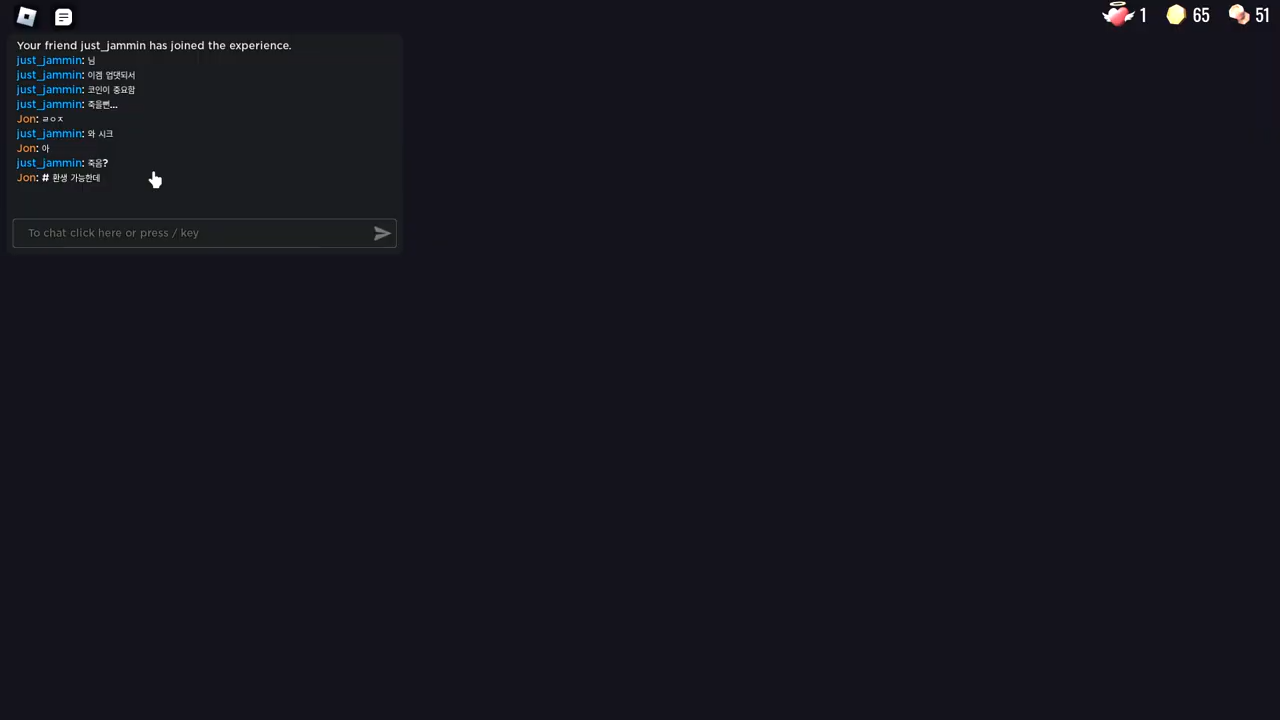 1 65 51
Your friend just_jammin has joined the experience.
just_jammin: 님
just_jammin: 이겜 업댓되서
just_jammin: 코인이 중요함
just_jammin: 죽을뻔...
Jon: ㄹㅇㅈ
just_jammin: 와 시크
Jon: 아
just_jammin: 죽음?
Jon: # 환생 가능한데
To chat click here or press / key